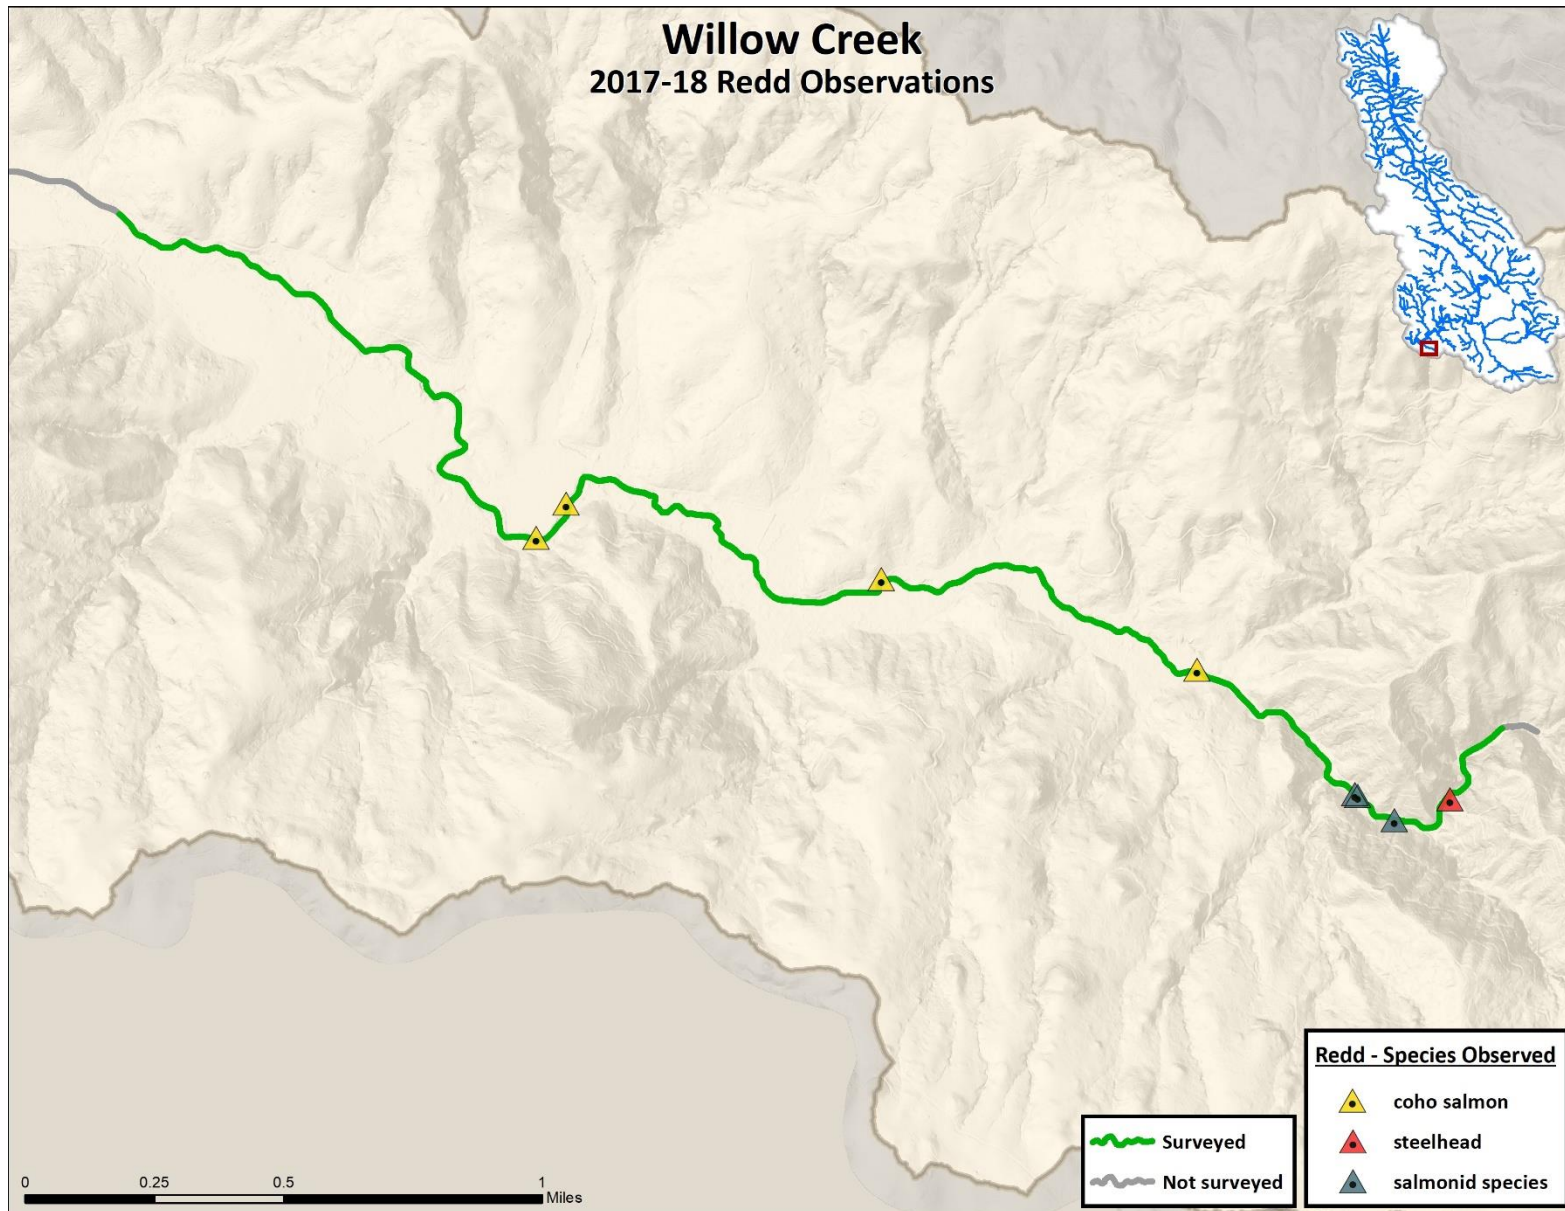 Willow Creek
2017-18 Redd Observations
Redd - Species Observed
coho salmon
steelhead
salmonid species
Surveyed
Not surveyed
0 0.25 0.5 1
Miles